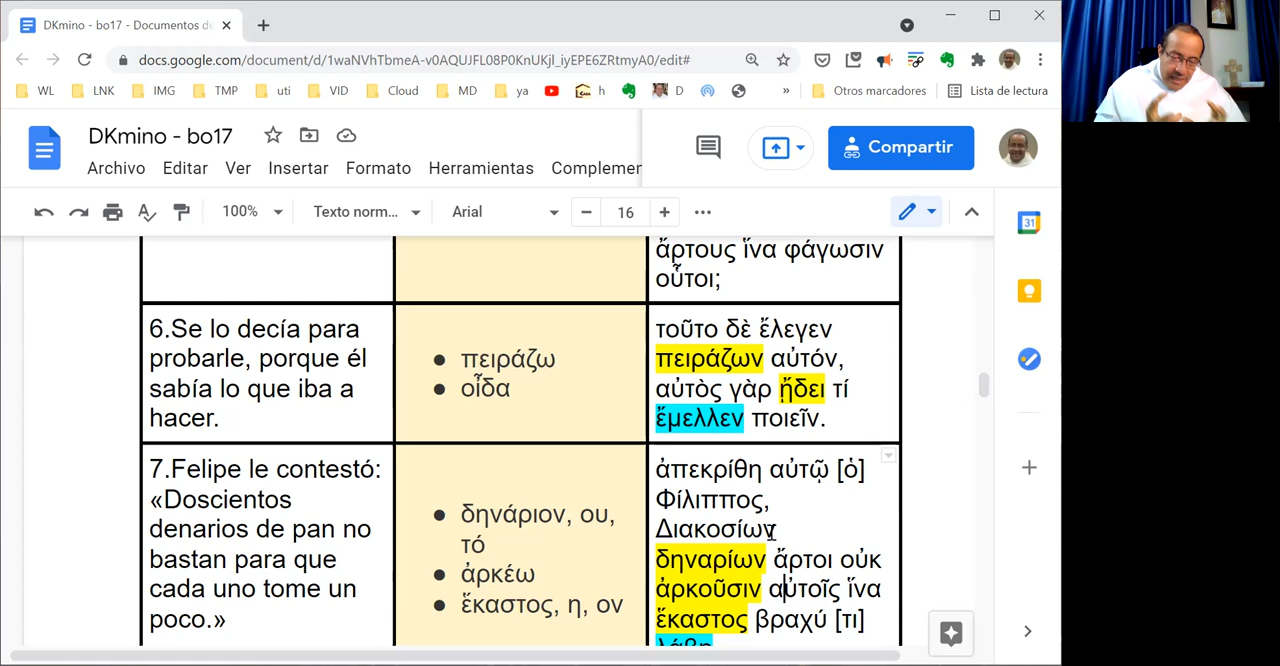 DKmino - bo17 - Documentos de
docs.google.com/document/d/1waNVhTbmeA-v0AQUJFL08P0KnUKjl_iyEPE6ZRtmyA0/edit#
WL LNK IMG TMP uti VID Cloud MD ya h D » Otros marcadores Lista de lectura
DKmino - bo17
Archivo Editar Ver Insertar Formato Herramientas Complemen
Compartir
100% Texto norm... Arial 16
31
ἄρτους ἵνα φάγωσιν
οὗτοι;
6.Se lo decía para
probarle, porque él
sabía lo que iba a
hacer.
● πειράζω
● οἶδα
τοῦτο δὲ ἔλεγεν
πειράζων αὐτόν,
αὐτὸς γὰρ ᾔδει τί
ἔμελλεν ποιεῖν.
7.Felipe le contestó:
«Doscientos
denarios de pan no
bastan para que
cada uno tome un
poco.»
● δηνάριον, ου,
τό
● ἀρκέω
● ἕκαστος, η, ον
ἀπεκρίθη αὐτῷ [ὁ]
Φίλιππος,
Διακοσίων
δηναρίων ἄρτοι οὐκ
ἀρκοῦσιν αὐτοῖς ἵνα
ἕκαστος βραχύ [τι]
λάβῃ